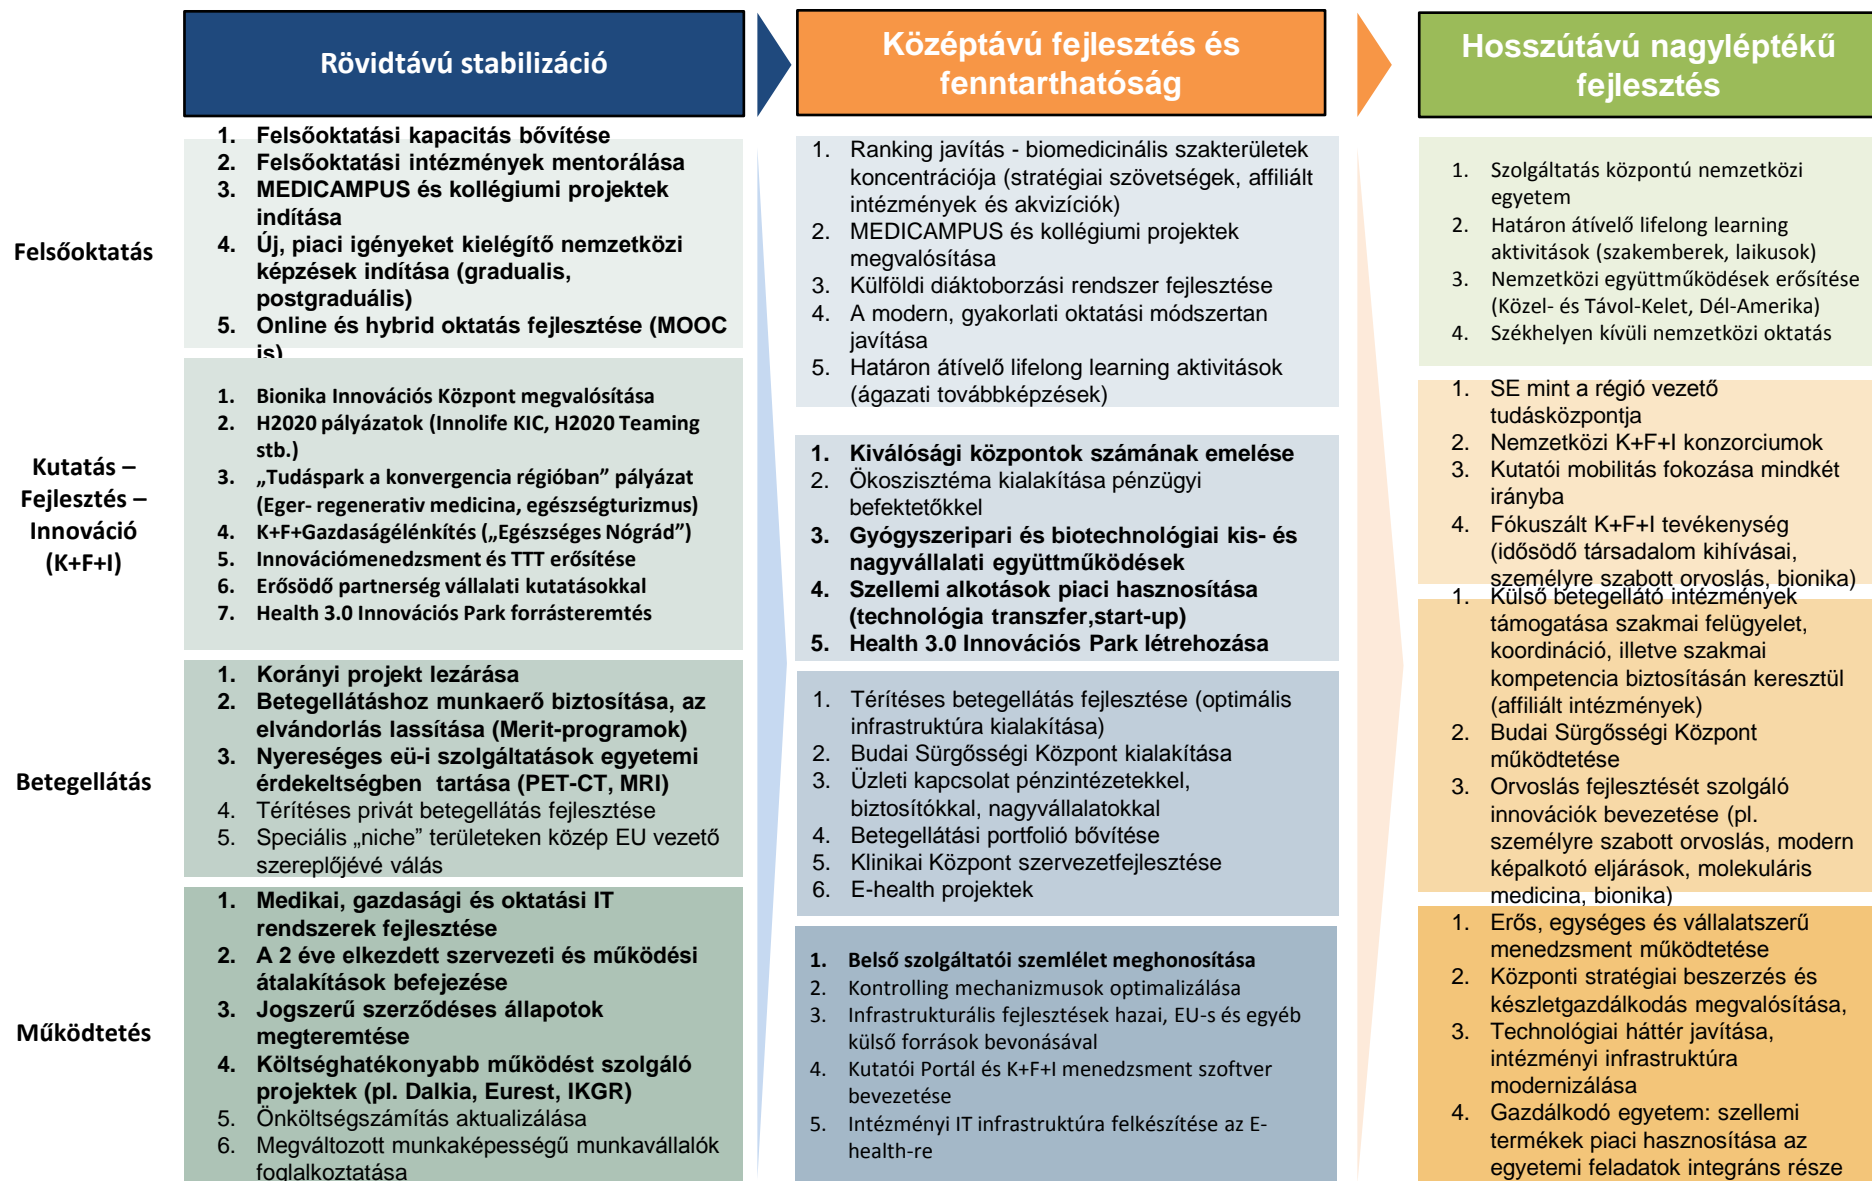 Rövidtávú stabilizáció
Középtávú fejlesztés és
fenntarthatóság
Hosszútávú nagyléptékű
fejlesztés
Felsőoktatás
1. Felsőoktatási kapacitás bővítése
2. Felsőoktatási intézmények mentorálása
3. MEDICAMPUS és kollégiumi projektek
indítása
4. Új, piaci igényeket kielégítő nemzetközi
képzések indítása (gradualis,
postgraduális)
5. Online és hybrid oktatás fejlesztése (MOOC
is)
1. Ranking javítás - biomedicinális szakterületek
koncentrációja (stratégiai szövetségek, affiliált
intézmények és akvizíciók)
2. MEDICAMPUS és kollégiumi projektek
megvalósítása
3. Külföldi diáktoborzási rendszer fejlesztése
4. A modern, gyakorlati oktatási módszertan
javítása
5. Határon átívelő lifelong learning aktivitások
(ágazati továbbképzések)
1. Szolgáltatás központú nemzetközi
egyetem
2. Határon átívelő lifelong learning
aktivitások (szakemberek, laikusok)
3. Nemzetközi együttműködések erősítése
(Közel- és Távol-Kelet, Dél-Amerika)
4. Székhelyen kívüli nemzetközi oktatás
Kutatás –
Fejlesztés –
Innováció
(K+F+I)
1. Bionika Innovációs Központ megvalósítása
2. H2020 pályázatok (Innolife KIC, H2020 Teaming
stb.)
3. „Tudáspark a konvergencia régióban” pályázat
(Eger- regenerativ medicina, egészségturizmus)
4. K+F+Gazdaságélénkítés („Egészséges Nógrád”)
5. Innovációmenedzsment és TTT erősítése
6. Erősödő partnerség vállalati kutatásokkal
7. Health 3.0 Innovációs Park forrásteremtés
1. Kiválósági központok számának emelése
2. Ökoszisztéma kialakítása pénzügyi
befektetőkkel
3. Gyógyszeripari és biotechnológiai kis- és
nagyvállalati együttműködések
4. Szellemi alkotások piaci hasznosítása
(technológia transzfer,start-up)
5. Health 3.0 Innovációs Park létrehozása
1. SE mint a régió vezető
tudásközpontja
2. Nemzetközi K+F+I konzorciumok
3. Kutatói mobilitás fokozása mindkét
irányba
4. Fókuszált K+F+I tevékenység
(idősödő társadalom kihívásai,
személyre szabott orvoslás, bionika)
Betegellátás
1. Korányi projekt lezárása
2. Betegellátáshoz munkaerő biztosítása, az
elvándorlás lassítása (Merit-programok)
3. Nyereséges eü-i szolgáltatások egyetemi
érdekeltségben tartása (PET-CT, MRI)
4. Térítéses privát betegellátás fejlesztése
5. Speciális „niche” területeken közép EU vezető
szereplőjévé válás
1. Térítéses betegellátás fejlesztése (optimális
infrastruktúra kialakítása)
2. Budai Sürgősségi Központ kialakítása
3. Üzleti kapcsolat pénzintézetekkel,
biztosítókkal, nagyvállalatokkal
4. Betegellátási portfolió bővítése
5. Klinikai Központ szervezetfejlesztése
6. E-health projektek
1. Külső betegellátó intézmények
támogatása szakmai felügyelet,
koordináció, illetve szakmai
kompetencia biztosításán keresztül
(affiliált intézmények)
2. Budai Sürgősségi Központ
működtetése
3. Orvoslás fejlesztését szolgáló
innovációk bevezetése (pl.
személyre szabott orvoslás, modern
képalkotó eljárások, molekuláris
medicina, bionika)
Működtetés
1. Medikai, gazdasági és oktatási IT
rendszerek fejlesztése
2. A 2 éve elkezdett szervezeti és működési
átalakítások befejezése
3. Jogszerű szerződéses állapotok
megteremtése
4. Költséghatékonyabb működést szolgáló
projektek (pl. Dalkia, Eurest, IKGR)
5. Önköltségszámítás aktualizálása
6. Megváltozott munkaképességű munkavállalók
foglalkoztatása
1. Belső szolgáltatói szemlélet meghonosítása
2. Kontrolling mechanizmusok optimalizálása
3. Infrastrukturális fejlesztések hazai, EU-s és egyéb
külső források bevonásával
4. Kutatói Portál és K+F+I menedzsment szoftver
bevezetése
5. Intézményi IT infrastruktúra felkészítése az E-
health-re
1. Erős, egységes és vállalatszerű
menedzsment működtetése
2. Központi stratégiai beszerzés és
készletgazdálkodás megvalósítása,
3. Technológiai háttér javítása,
intézményi infrastruktúra
modernizálása
4. Gazdálkodó egyetem: szellemi
termékek piaci hasznosítása az
egyetemi feladatok integráns része